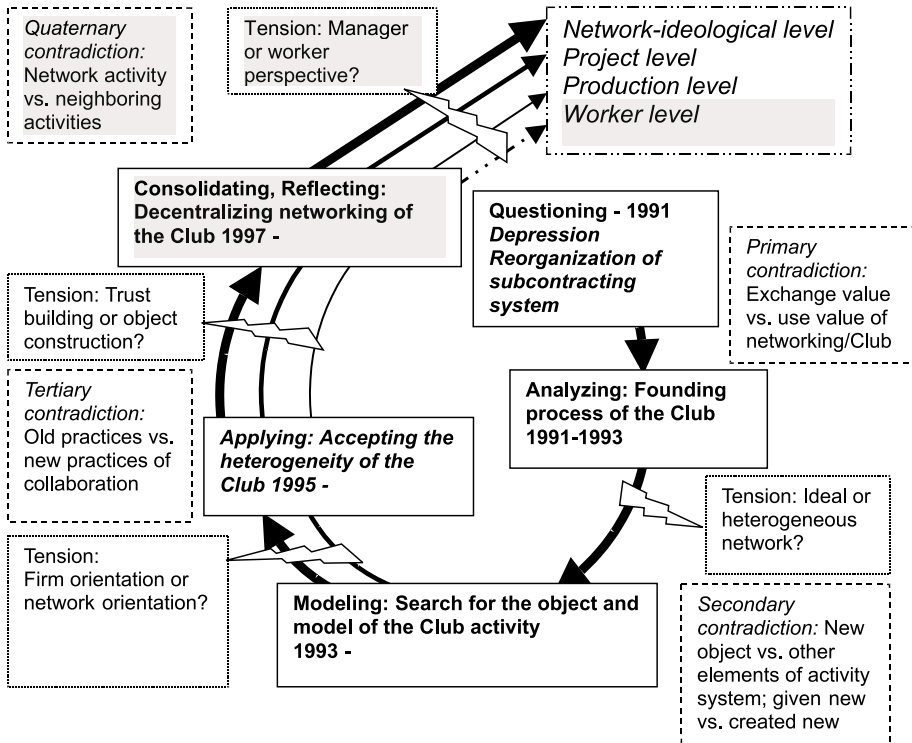 Quaternary
contradiction:
Network activity
vs. neighboring
activities
Tension: Manager
or worker
perspective?
Network-ideological level
Project level
Production level
Worker level
Consolidating, Reflecting:
Decentralizing networking of
the Club 1997 -
Questioning - 1991
Depression
Reorganization of
subcontracting
system
Primary
contradiction:
Exchange value
vs. use value of
networking/Club
Tension: Trust
building or object
construction?
Analyzing: Founding
process of the Club
1991-1993
Tertiary
contradiction:
Old practices vs.
new practices of
collaboration
Applying: Accepting the
heterogeneity of the
Club 1995 -
Tension: Ideal or
heterogeneous
network?
Tension:
Firm orientation or
network orientation?
Modeling: Search for the object and
model of the Club activity
1993 -
Secondary
contradiction: New
object vs. other
elements of activity
system; given new
vs. created new